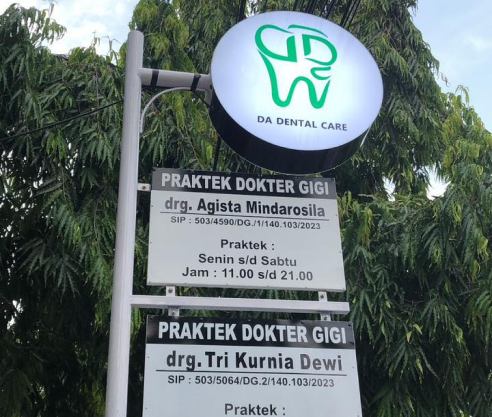 DA DENTAL CARE
PRAKTEK DOKTER GIGI
drg. Agista Mindarosila
SIP : 503/4590/DG./1/140.103/2023
Praktek :
Senin s/d Sabtu
Jam : 11.00 s/d 21.00
PRAKTEK DOKTER GIGI
drg. Tri Kurnia Dewi
SIP : 503/5064/DG.2/140.103/2023
Praktek :